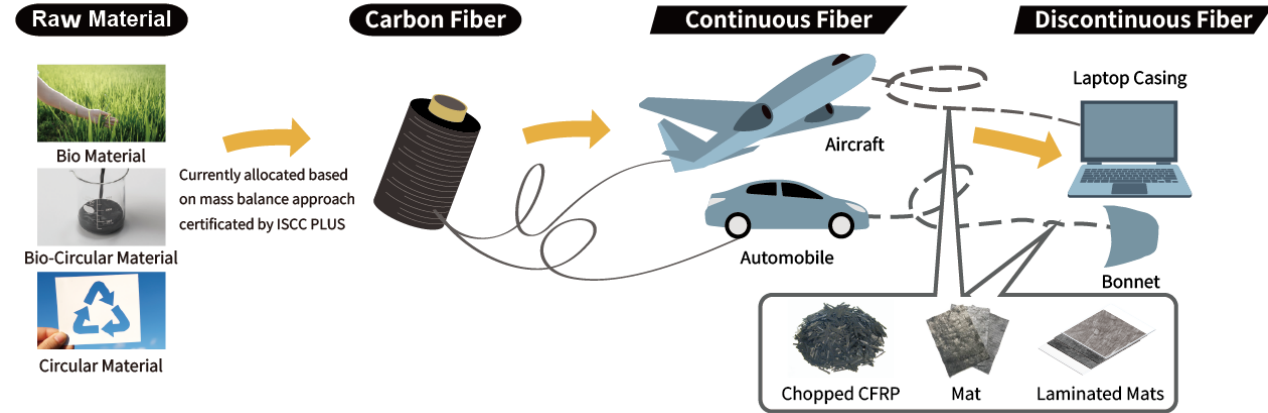 Raw Material
Carbon Fiber
Continuous Fiber
Discontinuous Fiber
Bio Material
Bio-Circular Material
Circular Material
Currently allocated based
on mass balance approach
certificated by ISCC PLUS
Aircraft
Automobile
Laptop Casing
Bonnet
Chopped CFRP
Mat
Laminated Mats